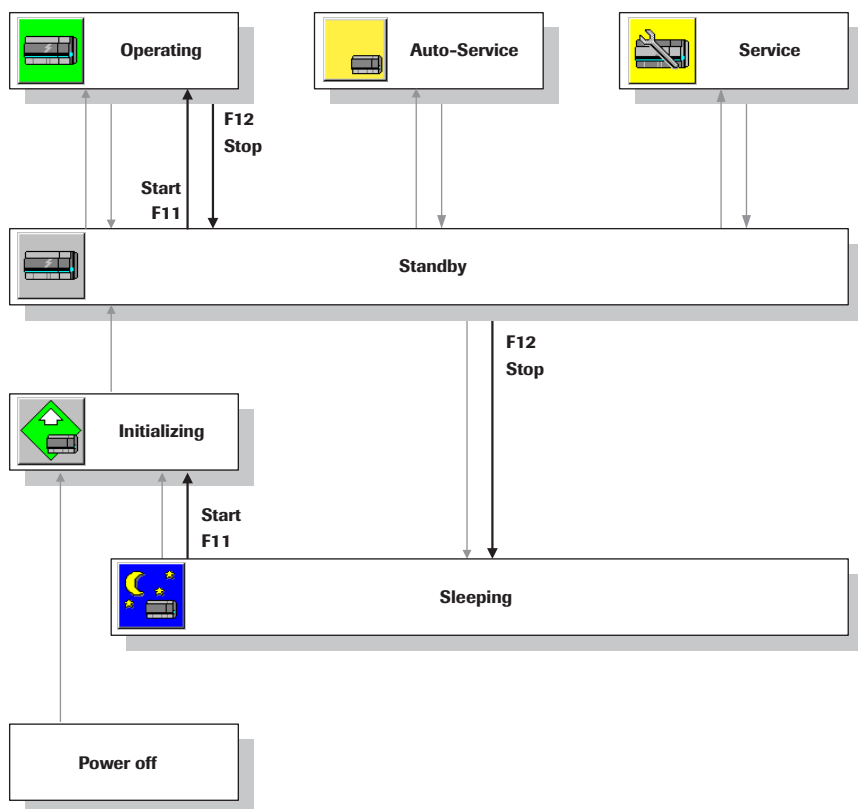 Operating
Auto-Service
Service
F12
Stop
Start
F11
Standby
F12
Stop
Initializing
Start
F11
Sleeping
Power off